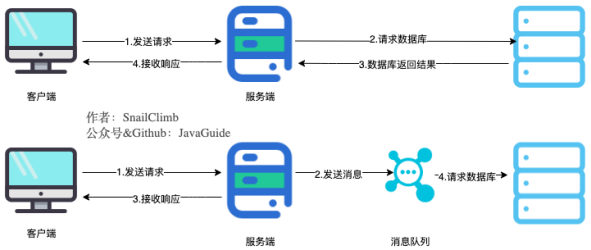 1.发送请求
2.请求数据库
4.接收响应
3.数据库返回结果
客户端
服务端
作者：SnailClimb
公众号&Github：JavaGuide
1.发送请求
2.发送消息
4.请求数据库
3.接收响应
客户端
服务端
消息队列